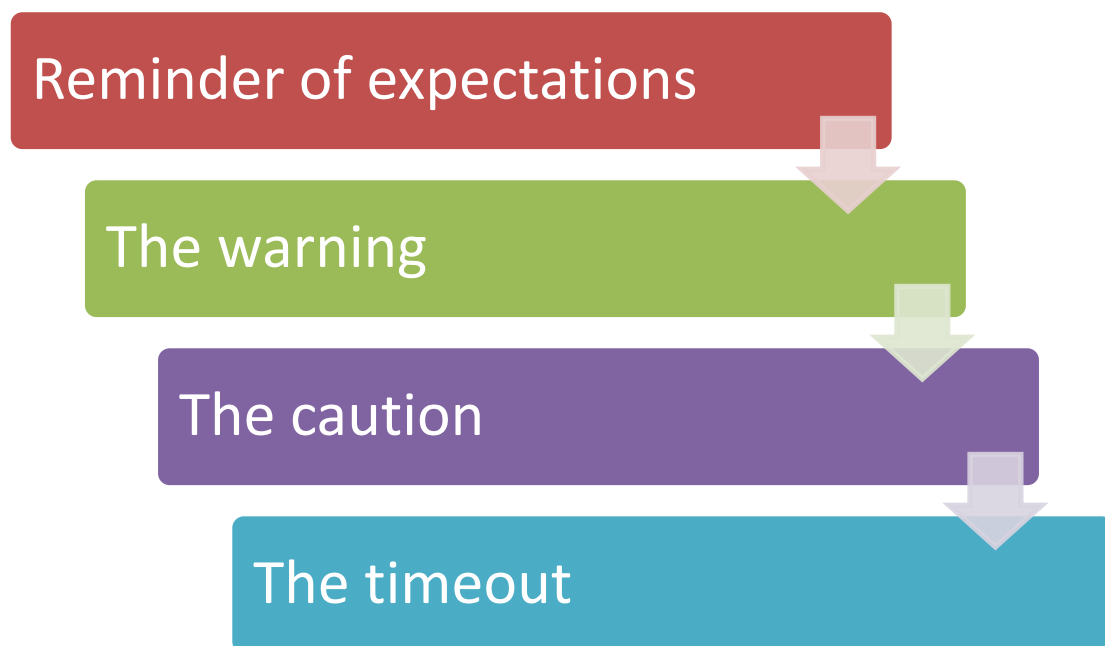 Reminder of expectations
The warning
The caution
The timeout